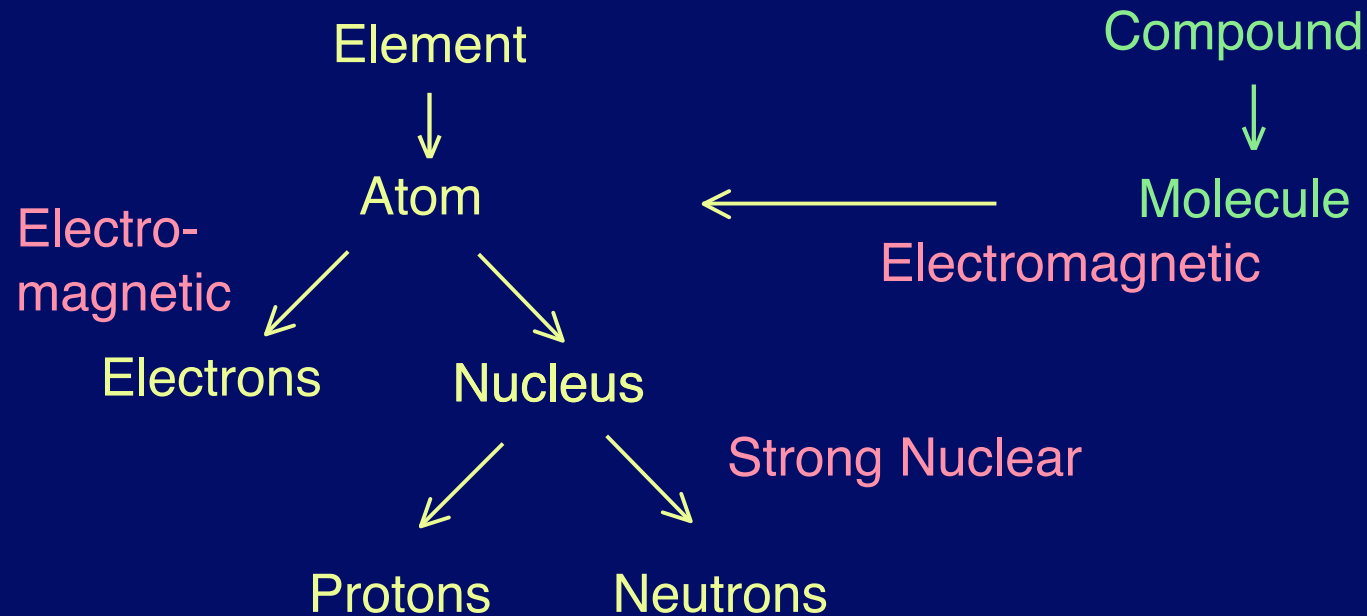 Element
Compound
Atom
Molecule
Electro-
magnetic
Electromagnetic
Electrons
Nucleus
Strong Nuclear
Protons
Neutrons